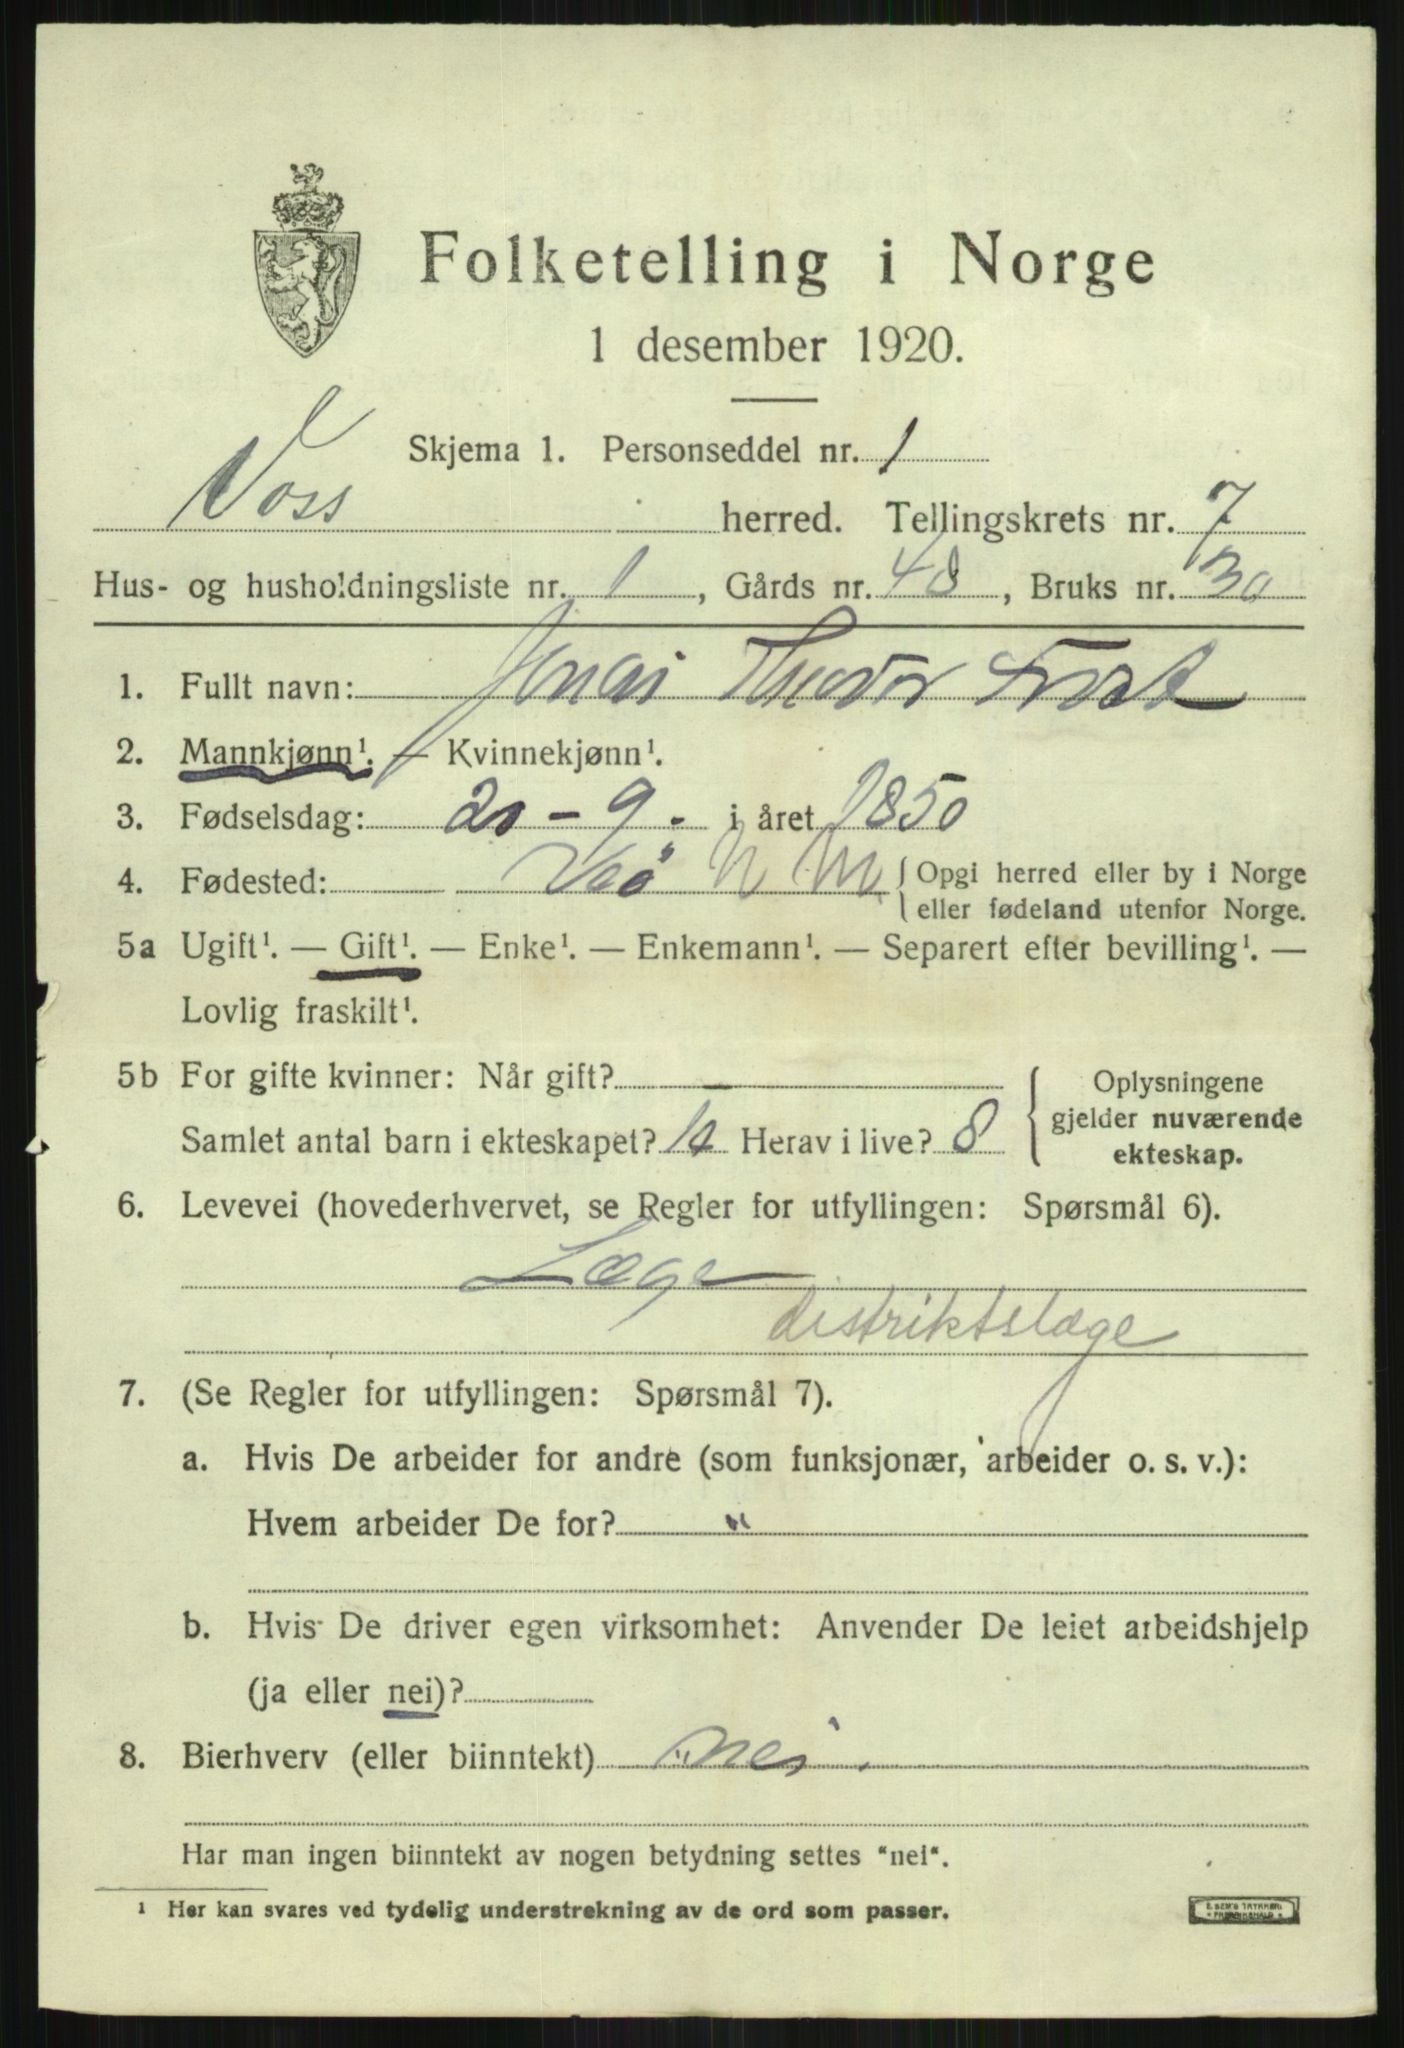 Folketelling i Norge
1 desember 1920.
Skjema 1. Personseddel nr. 1
Voss herred. Tellingskrets nr. 7
Hus- og husholdningsliste nr. 1, Gårds nr. 48, Bruks nr. 30
1. Fullt navn: Jonas Theodor
2. Mannkjønn¹. — Kvinnekjønn¹.
3. Fødselsdag: 20 - 9. - i året 1850
4. Fødested: Veö N M { Opgi herred eller by i Norge
eller fødeland utenfor Norge.
5a Ugift¹. — Gift¹. — Enke¹. — Enkemann¹. — Separert efter bevilling¹. —
Lovlig fraskilt¹.
5b For gifte kvinner: Når gift? — { Oplysningene
gjelder nuværende
Samlet antal barn i ekteskapet? Herav i live? 8
ekteskap.
6. Levevei (hovederhvervet, se Regler for utfyllingen: Spørsmål 6).
Læge
distriktslæge
7. (Se Regler for utfyllingen: Spørsmål 7).
a. Hvis De arbeider for andre (som funksjonær, arbeider o. s. v.):
Hvem arbeider De for? "
b. Hvis De driver egen virksomhet: Anvender De leiet arbeidshjelp
(ja eller nei)?
8. Bierhverv (eller biinntekt) "nei.
Har man ingen biinntekt av nogen betydning settes "nei".
¹ Her kan svares ved tydelig understrekning av de ord som passer.